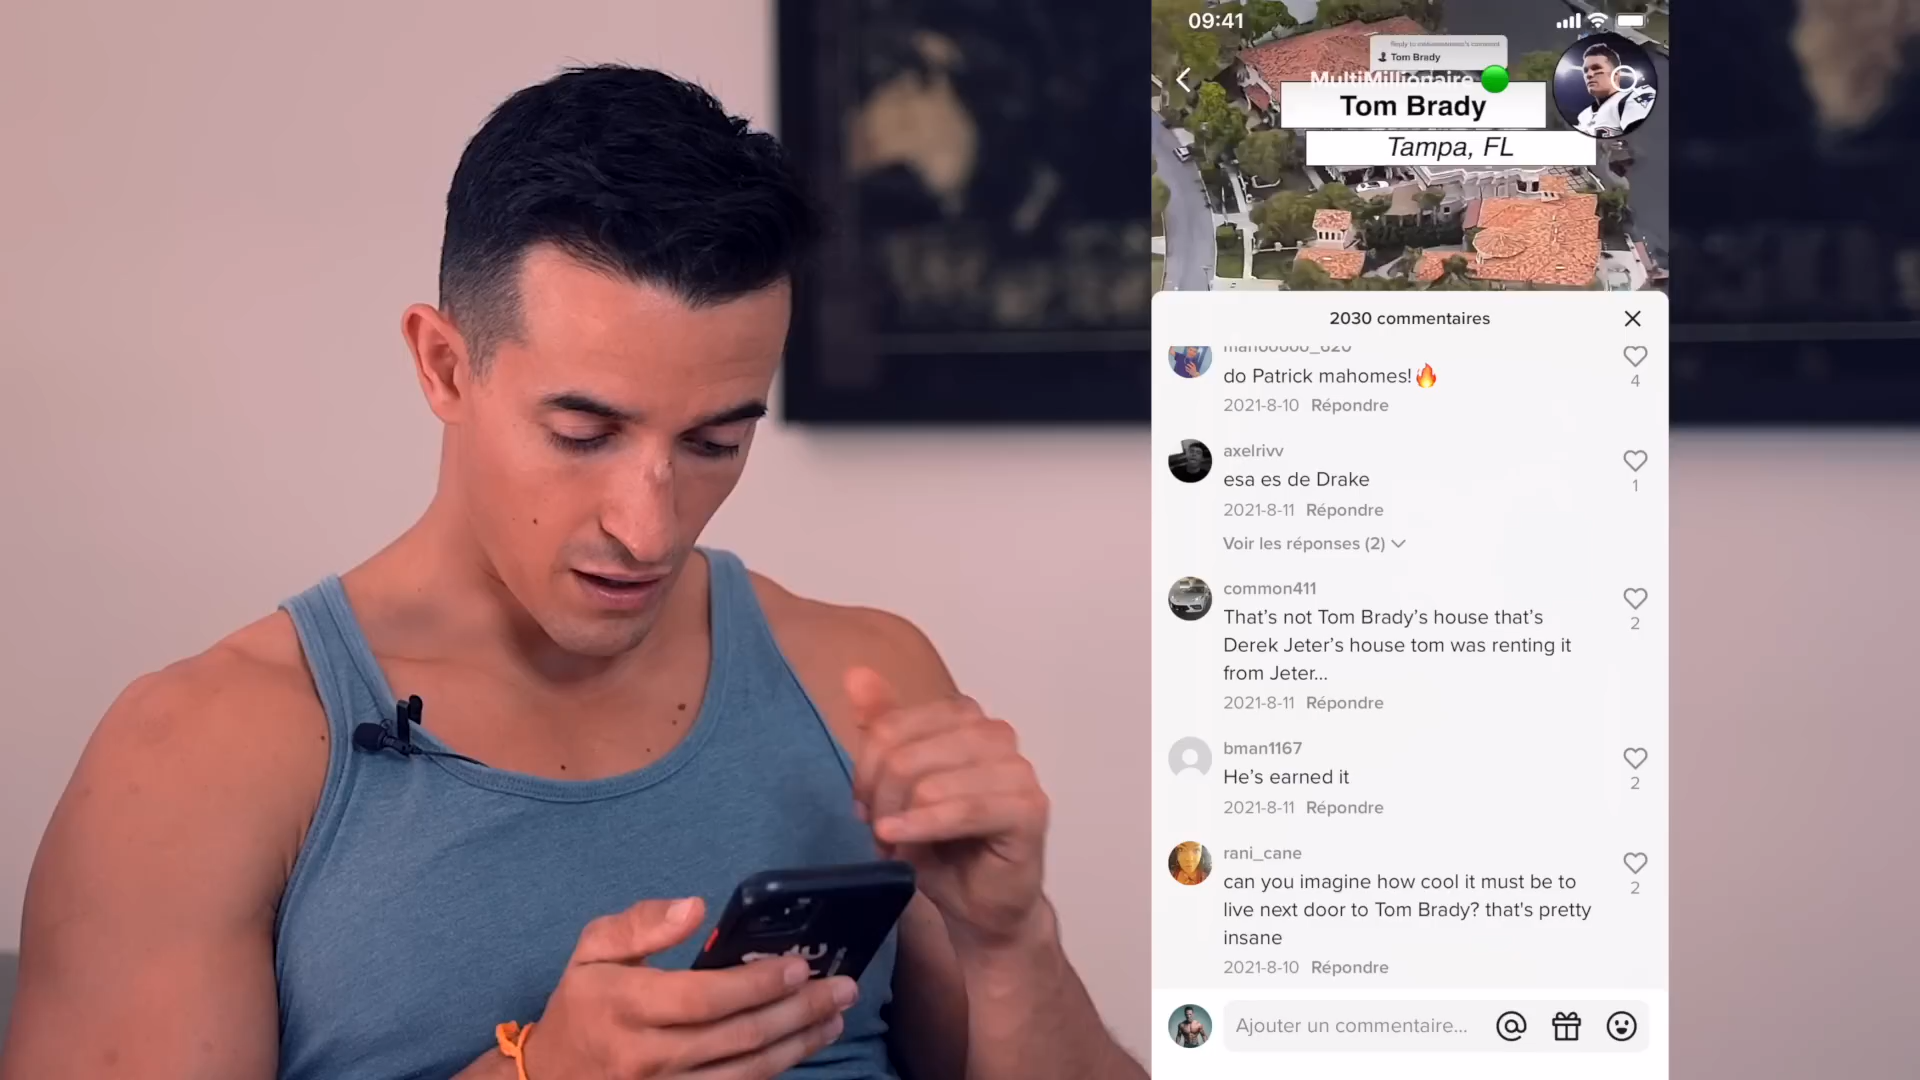 09:41
Tom Brady
MultiMillionaire
Tom Brady
Tampa, FL
2030 commentaires
do Patrick mahomes!🔥
4
2021-8-10 Répondre
axelrivv
esa es de Drake
1
2021-8-11 Répondre
Voir les réponses (2)
common411
That’s not Tom Brady’s house that’s
2
Derek Jeter’s house tom was renting it
from Jeter...
2021-8-11 Répondre
bman1167
He’s earned it
2
2021-8-11 Répondre
rani_cane
can you imagine how cool it must be to
2
live next door to Tom Brady? that's pretty
insane
2021-8-10 Répondre
Ajouter un commentaire...